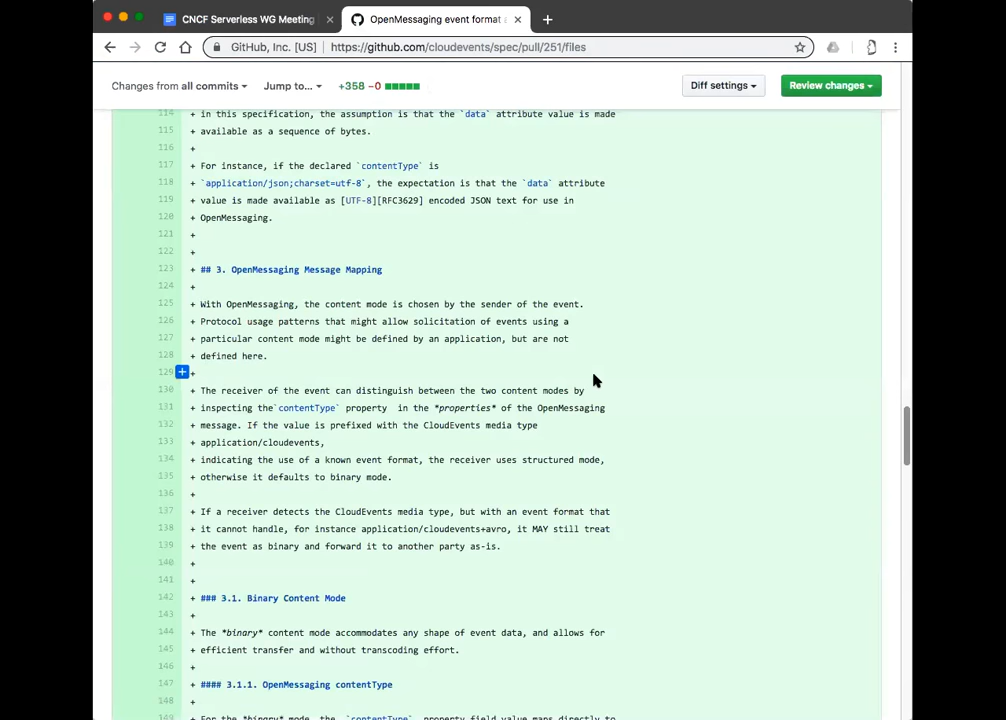 CNCF Serverless WG Meeting
OpenMessaging event format a
GitHub, Inc. [US] | https://github.com/cloudevents/spec/pull/251/files
Changes from all commits Jump to... +358 −0 Diff settings Review changes
114 + in this specification, the assumption is that the `data` attribute value is made
115 + available as a sequence of bytes.
116 +
117 + For instance, if the declared `contentType` is
118 + `application/json;charset=utf-8`, the expectation is that the `data` attribute
119 + value is made available as [UTF-8][RFC3629] encoded JSON text for use in
120 + OpenMessaging.
121 +
122 +
123 + ## 3. OpenMessaging Message Mapping
124 +
125 + With OpenMessaging, the content mode is chosen by the sender of the event.
126 + Protocol usage patterns that might allow solicitation of events using a
127 + particular content mode might be defined by an application, but are not
128 + defined here.
129 +
130 + The receiver of the event can distinguish between the two content modes by
131 + inspecting the`contentType` property  in the *properties* of the OpenMessaging
132 + message. If the value is prefixed with the CloudEvents media type
133 + application/cloudevents,
134 + indicating the use of a known event format, the receiver uses structured mode,
135 + otherwise it defaults to binary mode.
136 +
137 + If a receiver detects the CloudEvents media type, but with an event format that
138 + it cannot handle, for instance application/cloudevents+avro, it MAY still treat
139 + the event as binary and forward it to another party as-is.
140 +
141 +
142 + ### 3.1. Binary Content Mode
143 +
144 + The *binary* content mode accommodates any shape of event data, and allows for
145 + efficient transfer and without transcoding effort.
146 +
147 + #### 3.1.1. OpenMessaging contentType
148 +
149 + For the *binary* mode, the `contentType` property field value maps directly to